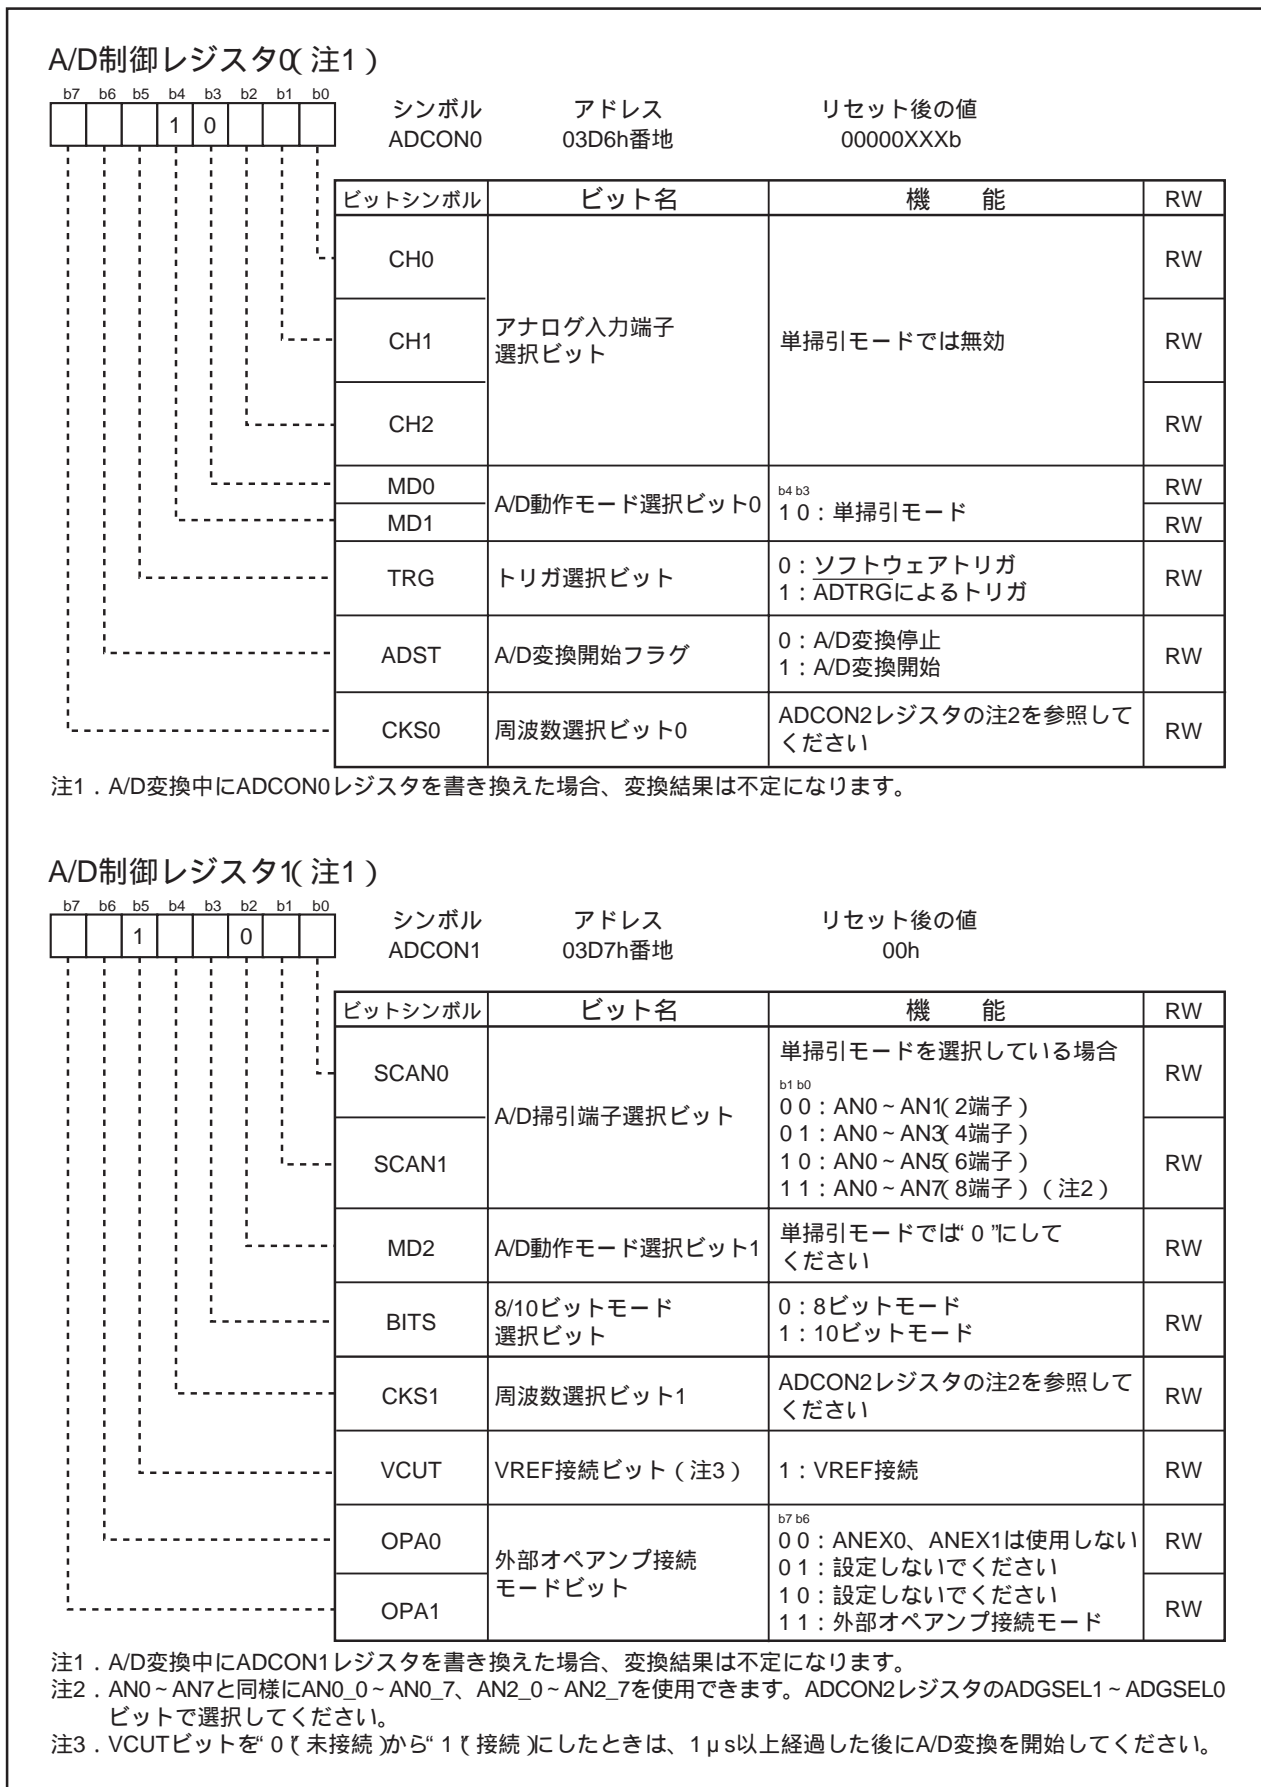 A/D制御レジスタ0(注1)
b7 b6 b5 b4 b3 b2 b1 b0
1 0
シンボル アドレス リセット後の値
ADCON0 03D6h番地 00000XXXb
ビットシンボル ビット名 機 能 RW
CH0 RW
CH1 アナログ入力端子
選択ビット 単掃引モードでは無効 RW
CH2 RW
MD0 RW
A/D動作モード選択ビット0 b4 b3
1 0:単掃引モード
MD1 RW
TRG トリガ選択ビット 0:ソフトウェアトリガ
1:ADTRGによるトリガ RW
ADST A/D変換開始フラグ 0:A/D変換停止
1:A/D変換開始 RW
CKS0 周波数選択ビット0 ADCON2レジスタの注2を参照して
ください RW
注1.A/D変換中にADCON0レジスタを書き換えた場合、変換結果は不定になります。
A/D制御レジスタ1(注1)
b7 b6 b5 b4 b3 b2 b1 b0
1 0
シンボル アドレス リセット後の値
ADCON1 03D7h番地 00h
ビットシンボル ビット名 機 能 RW
SCAN0 RW
A/D掃引端子選択ビット 単掃引モードを選択している場合
b1 b0
0 0:AN0~AN1(2端子)
0 1:AN0~AN3(4端子)
1 0:AN0~AN5(6端子)
1 1:AN0~AN7(8端子)(注2)
SCAN1 RW
MD2 A/D動作モード選択ビット1 単掃引モードでは“0”にして
ください RW
BITS 8/10ビットモード
選択ビット 0:8ビットモード
1:10ビットモード RW
CKS1 周波数選択ビット1 ADCON2レジスタの注2を参照して
ください RW
VCUT VREF接続ビット(注3) 1:VREF接続 RW
OPA0 RW
外部オペアンプ接続
モードビット b7 b6
0 0:ANEX0、ANEX1は使用しない
0 1:設定しないでください
1 0:設定しないでください
1 1:外部オペアンプ接続モード
OPA1 RW
注1.A/D変換中にADCON1レジスタを書き換えた場合、変換結果は不定になります。
注2.AN0~AN7と同様にAN0_0~AN0_7、AN2_0~AN2_7を使用できます。ADCON2レジスタのADGSEL1~ADGSEL0
ビットで選択してください。
注3.VCUTビットを“0”(未接続)から“1”(接続)にしたときは、1μs以上経過した後にA/D変換を開始してください。